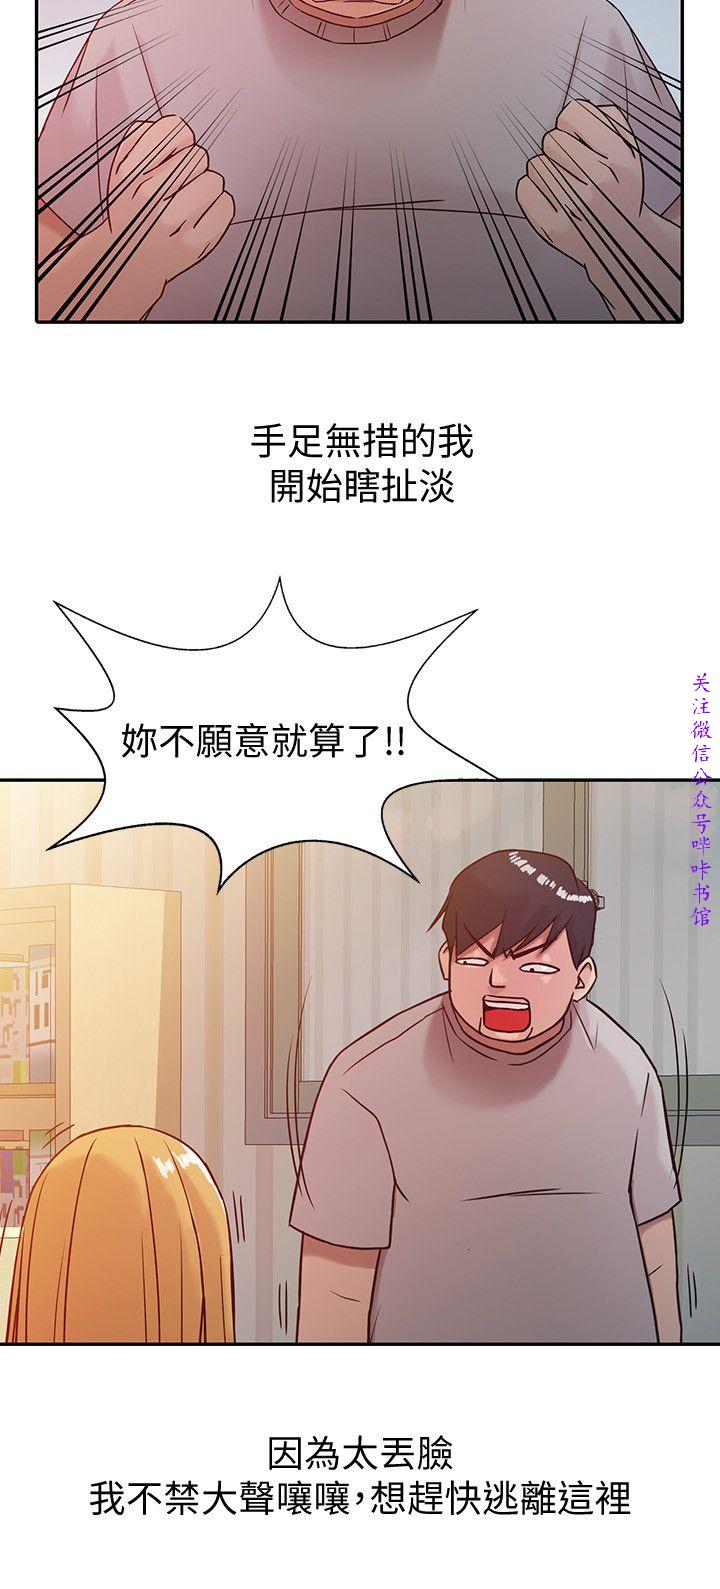 手足無措的我
開始瞎扯淡
妳不願意就算了!!
关注微信公众号哔咔书馆
因為太丟臉
我不禁大聲嚷嚷，想趕快逃離這裡